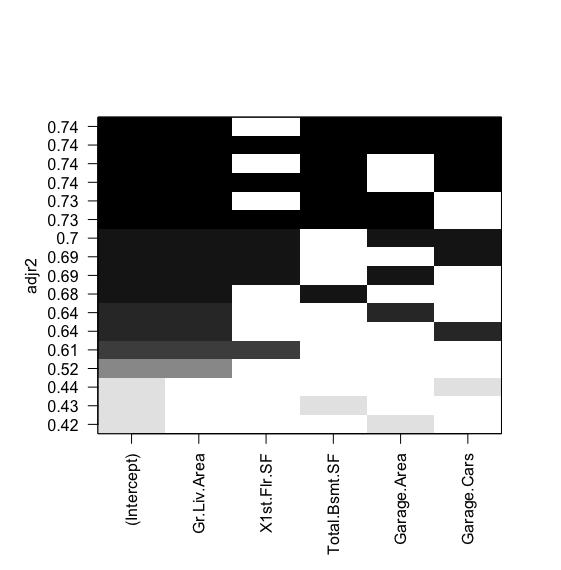 0.74
0.74
0.74
0.74
0.73
0.73
0.7
0.69
0.69
0.68
0.64
0.64
0.61
0.52
0.44
0.43
0.42
adjr2
(Intercept)
Gr.Liv.Area
X1st.Flr.SF
Total.Bsmt.SF
Garage.Area
Garage.Cars